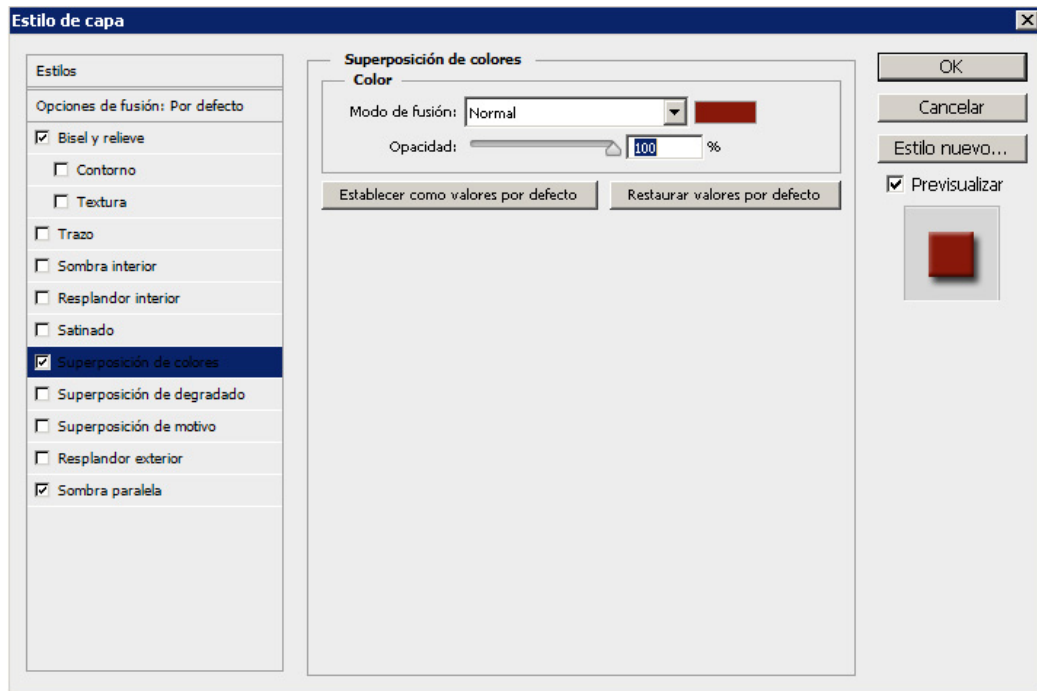 Estilo de capa
Estilos
Opciones de fusión: Por defecto
Bisel y relieve
Contorno
Textura
Trazo
Sombra interior
Resplandor interior
Satinado
Superposición de colores
Superposición de degradado
Superposición de motivo
Resplandor exterior
Sombra paralela
Superposición de colores
Color
Modo de fusión: Normal
Opacidad: 100 %
Establecer como valores por defecto
Restaurar valores por defecto
OK
Cancelar
Estilo nuevo...
Previsualizar